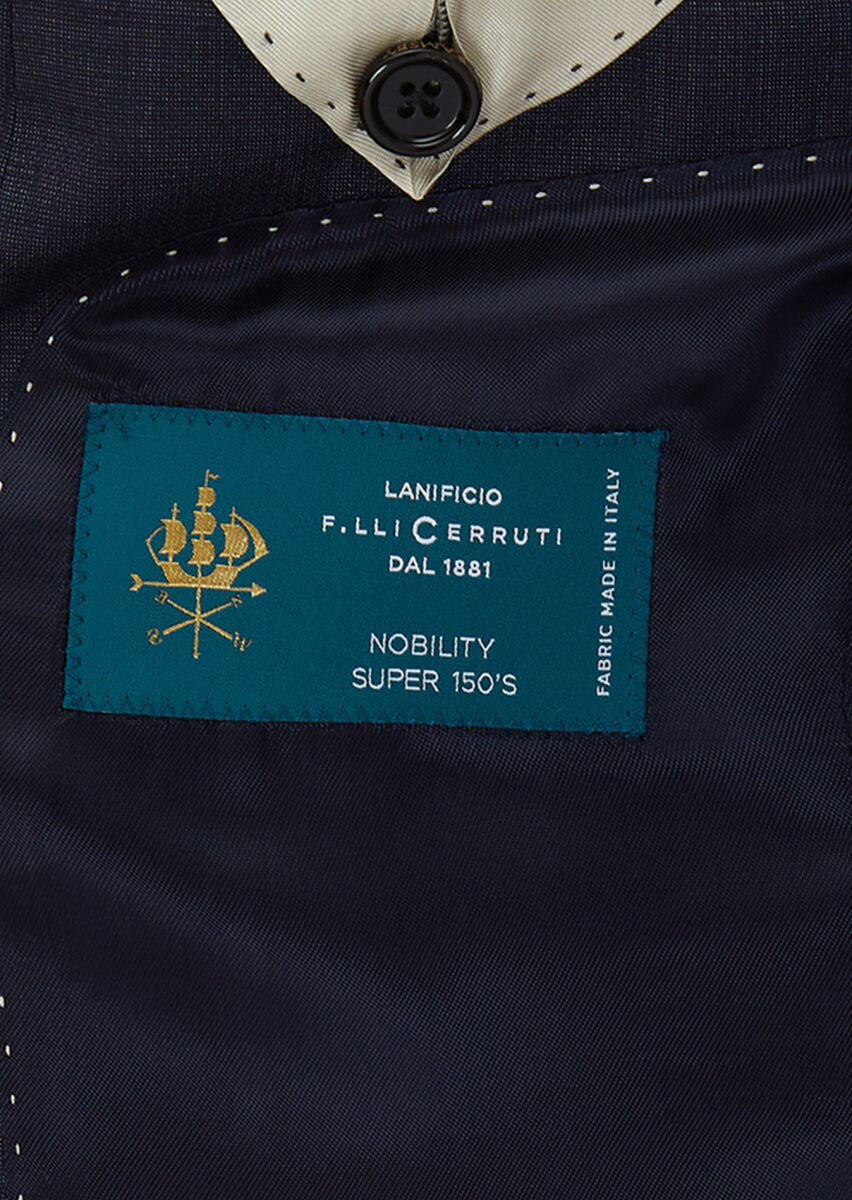 LANIFICIO
F.LLI CERRUTI
DAL 1881
NOBILITY
SUPER 150'S
FABRIC MADE IN ITALY